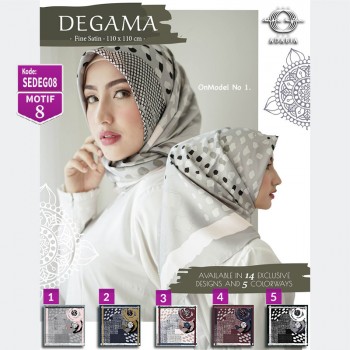 DEGAMA
- Fine Satin - 110 x 110 cm -
Kode:
SEDEG08
MOTIF
8
OnModel No 1.
AVAILABLE IN 14 EXCLUSIVE
DESIGNS AND 5 COLORWAYS
1 2 3 4 5